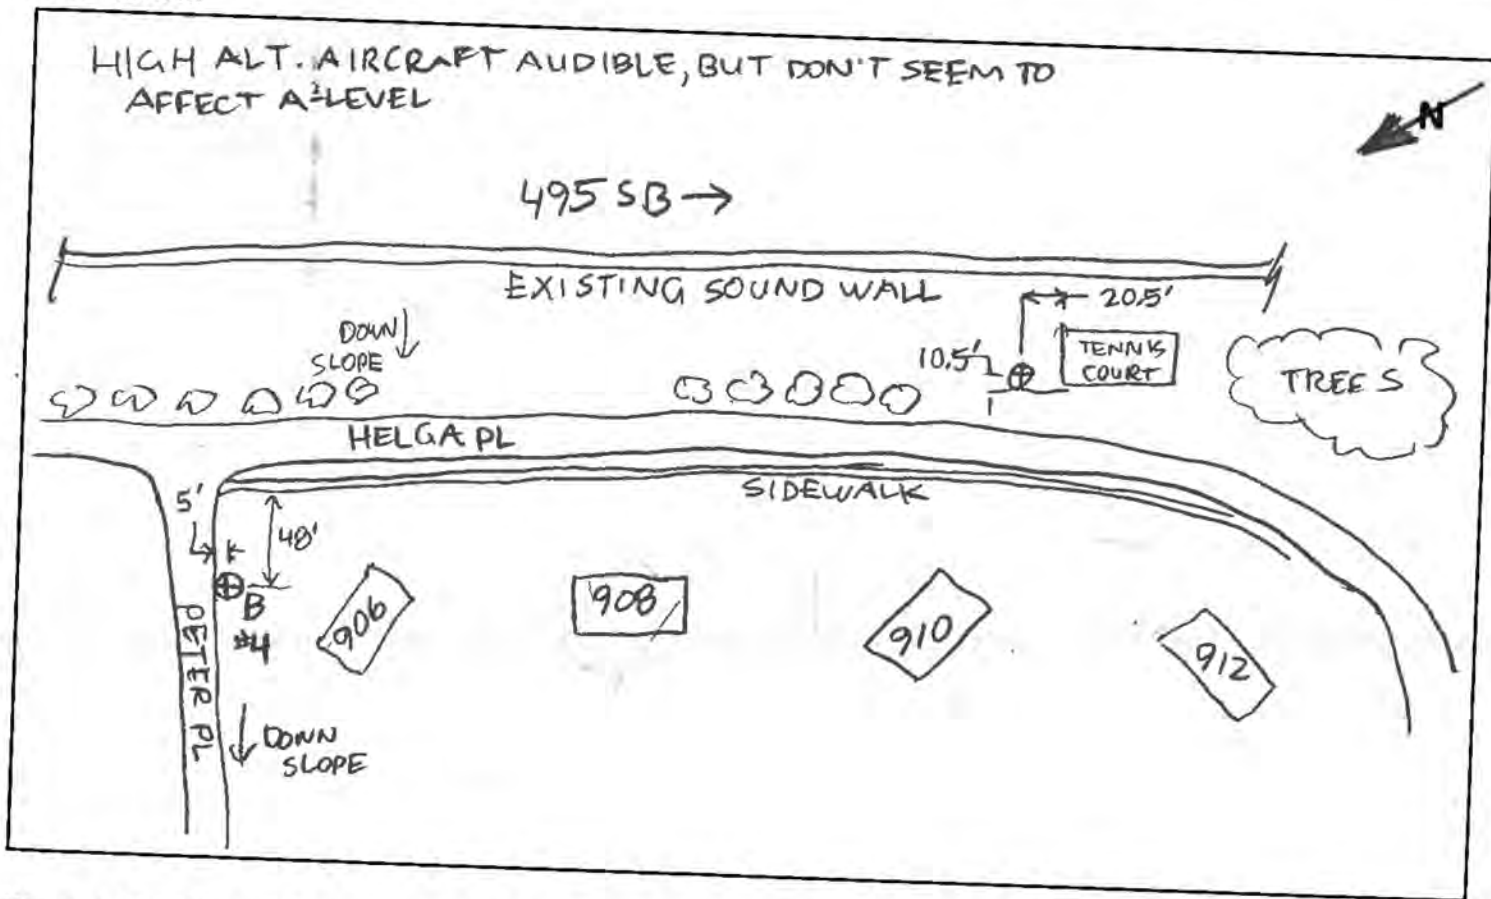 HIGH ALT. AIRCRAFT AUDIBLE, BUT DON'T SEEM TO
AFFECT A-LEVEL
N
495 SB →
EXISTING SOUND WALL
20.5'
DOWN
SLOPE
10.5'
TENNIS
COURT
TREES
HELGA PL
SIDEWALK
5'
48'
B
#4
906
908
910
912
PETER PL
DOWN
SLOPE